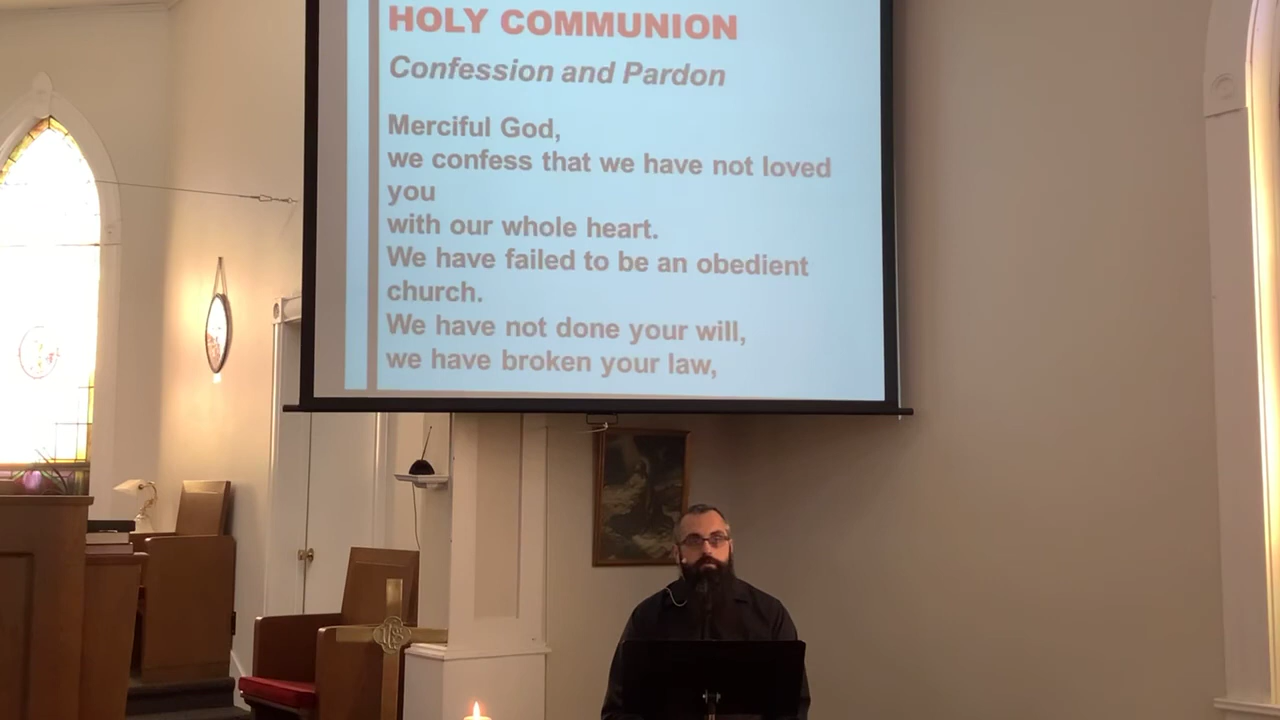 HOLY COMMUNION
Confession and Pardon
Merciful God,
we confess that we have not loved
you
with our whole heart.
We have failed to be an obedient
church.
We have not done your will,
we have broken your law,